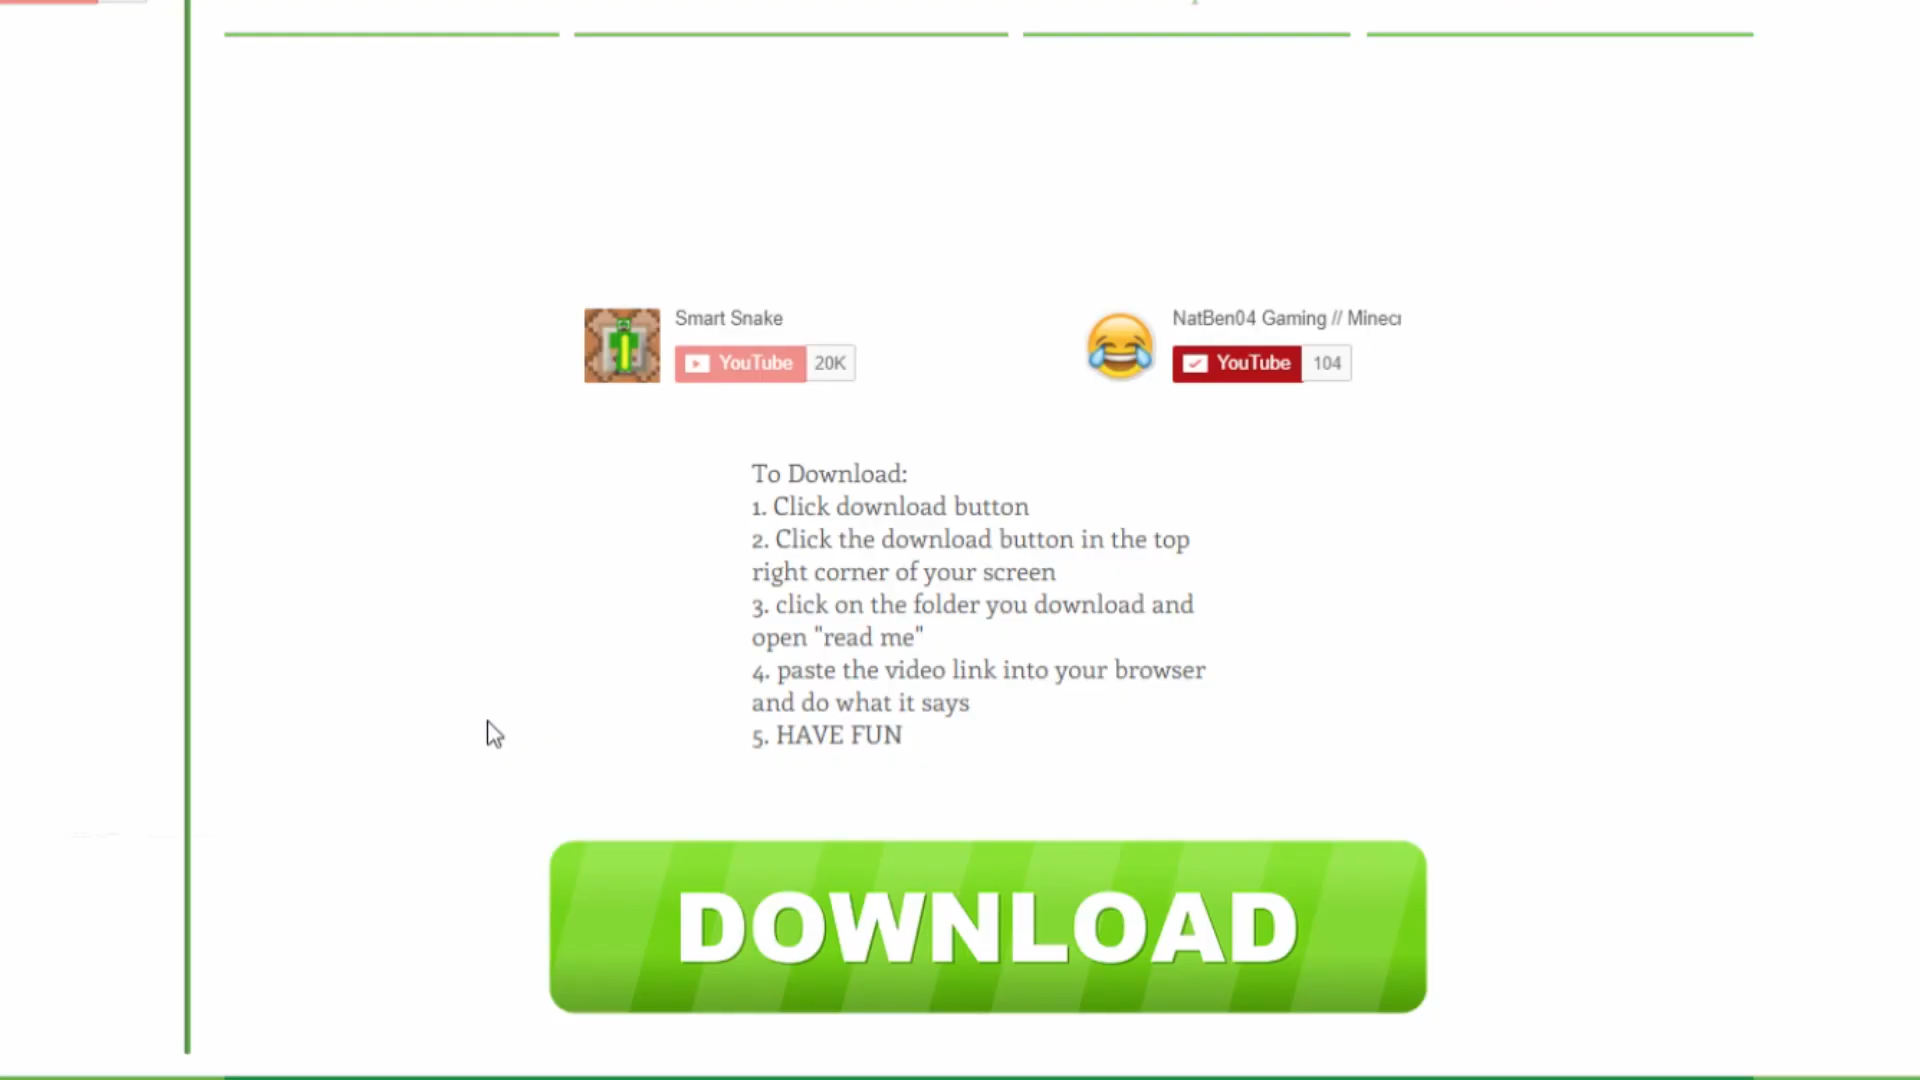 Smart Snake
YouTube 20K
NatBen04 Gaming // Minecr
YouTube 104
To Download:
1. Click download button
2. Click the download button in the top
right corner of your screen
3. click on the folder you download and
open "read me"
4. paste the video link into your browser
and do what it says
5. HAVE FUN
DOWNLOAD